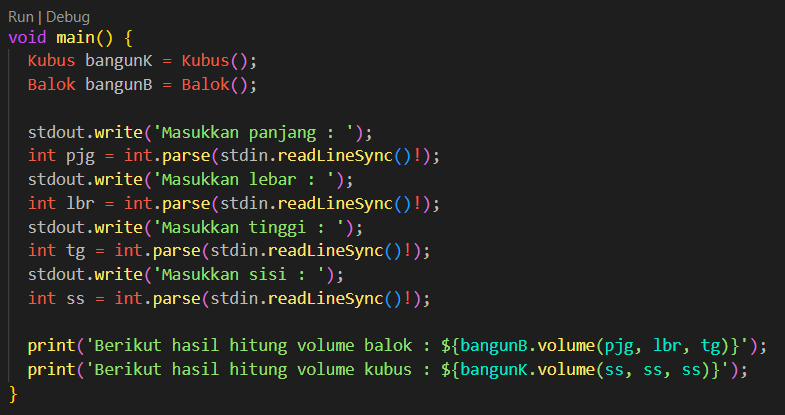 Run | Debug
void main() {
Kubus bangunK = Kubus();
Balok bangunB = Balok();
stdout.write('Masukkan panjang : ');
int pjg = int.parse(stdin.readLineSync()!);
stdout.write('Masukkan lebar : ');
int lbr = int.parse(stdin.readLineSync()!);
stdout.write('Masukkan tinggi : ');
int tg = int.parse(stdin.readLineSync()!);
stdout.write('Masukkan sisi : ');
int ss = int.parse(stdin.readLineSync()!);
print('Berikut hasil hitung volume balok : ${bangunB.volume(pjg, lbr, tg)}');
print('Berikut hasil hitung volume kubus : ${bangunK.volume(ss, ss, ss)}');
}